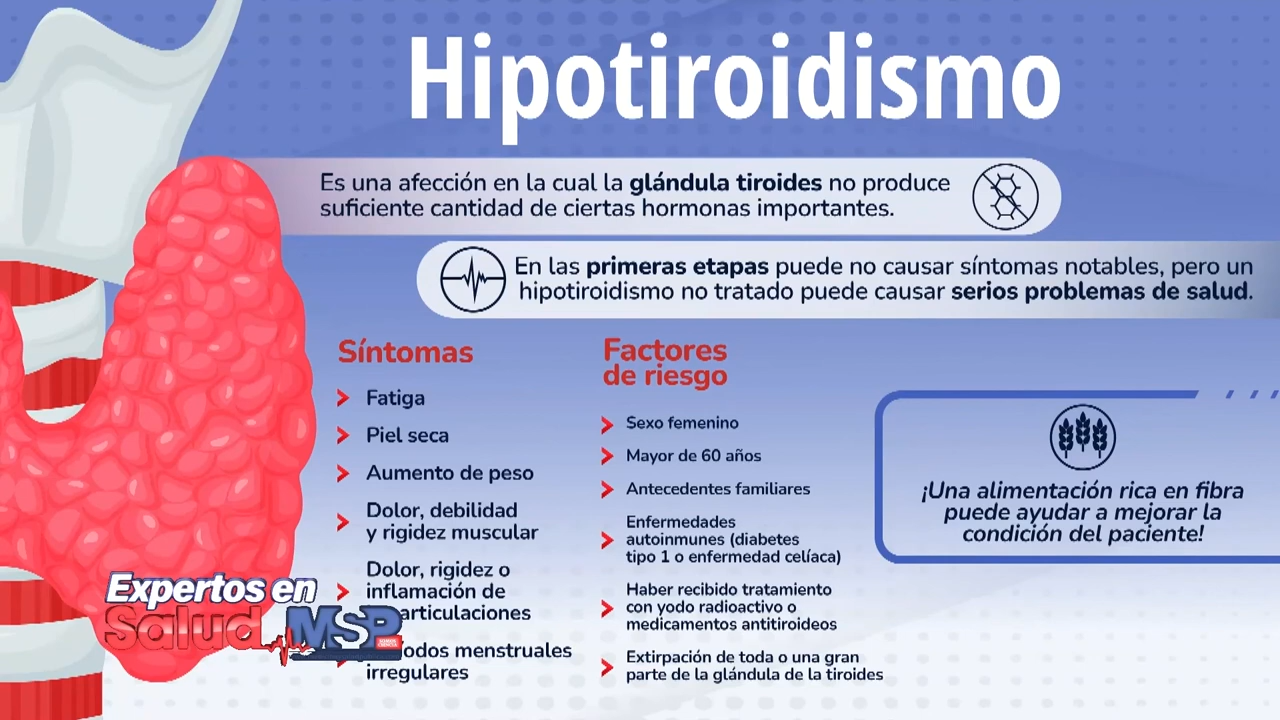 Hipotiroidismo
Es una afección en la cual la glándula tiroides no produce
suficiente cantidad de ciertas hormonas importantes.
En las primeras etapas puede no causar síntomas notables, pero un
hipotiroidismo no tratado puede causar serios problemas de salud.
Síntomas
Fatiga
Piel seca
Aumento de peso
Dolor, debilidad
y rigidez muscular
Dolor, rigidez o
inflamación de
articulaciones
odos menstruales
irregulares
Factores
de riesgo
Sexo femenino
Mayor de 60 años
Antecedentes familiares
Enfermedades
autoinmunes (diabetes
tipo 1 o enfermedad celíaca)
Haber recibido tratamiento
con yodo radioactivo o
medicamentos antitiroideos
Extirpación de toda o una gran
parte de la glándula de la tiroides
¡Una alimentación rica en fibra
puede ayudar a mejorar la
condición del paciente!
Expertos en
Salud MSP